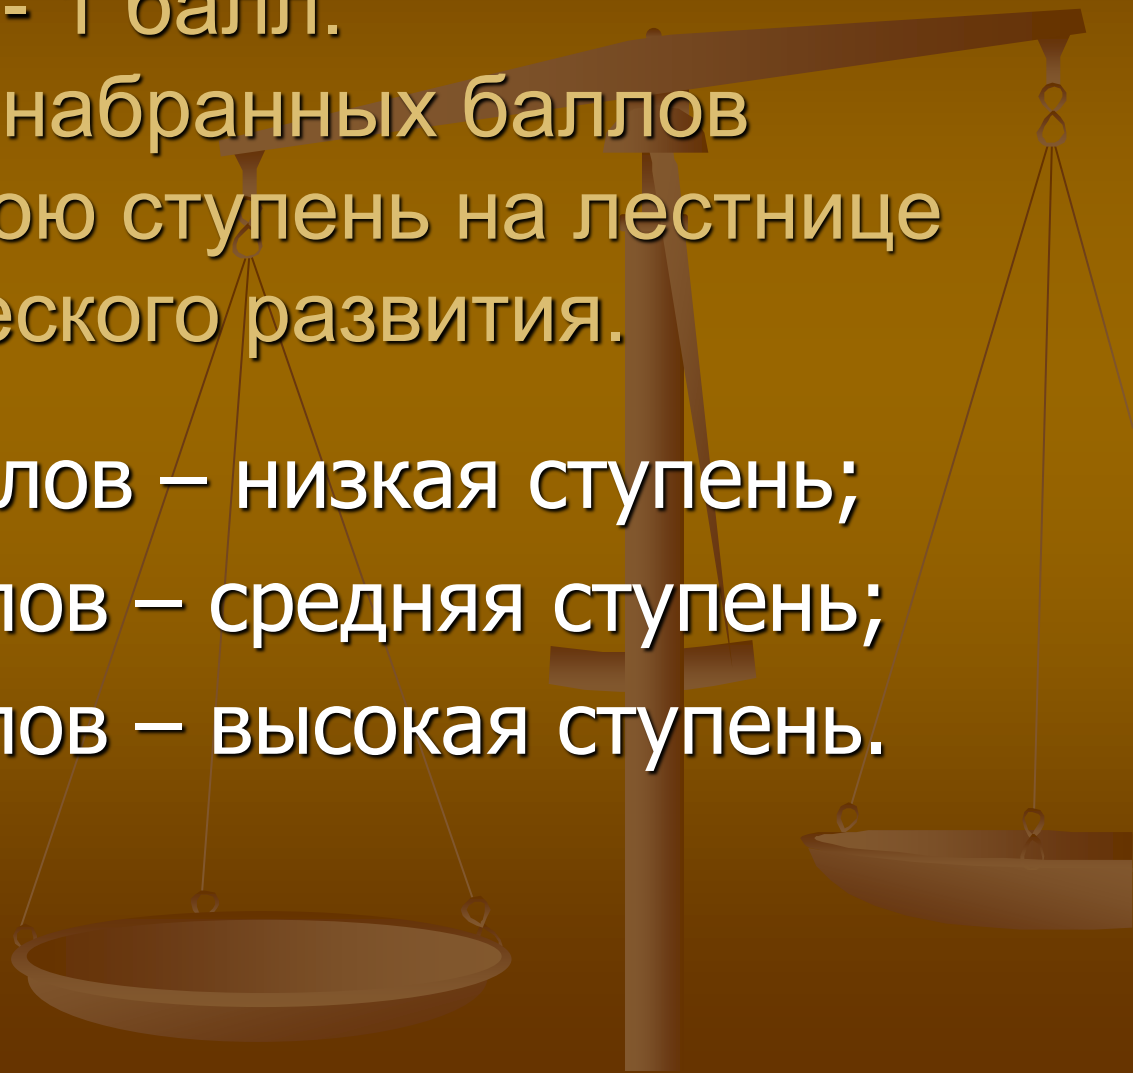 - 1 балл.
набранных баллов
ою ступень на лестнице
еского развития.
лов – низкая ступень;
лов – средняя ступень;
лов – высокая ступень.